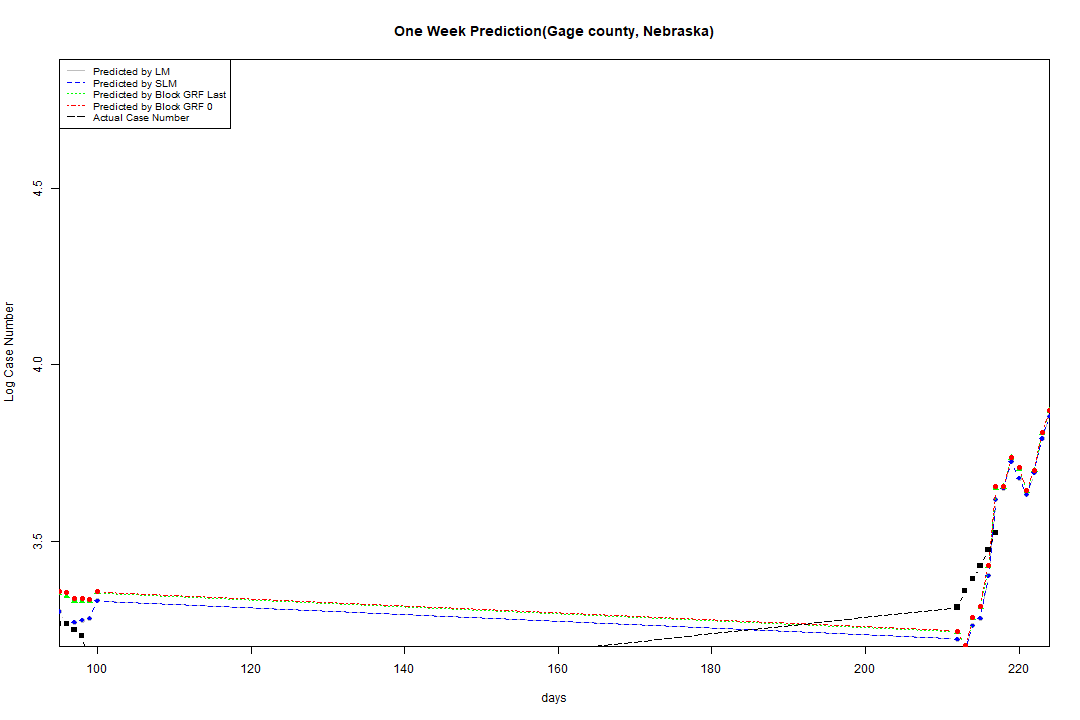 One Week Prediction(Gage county, Nebraska)
Predicted by LM
Predicted by SLM
Predicted by Block GRF Last
Predicted by Block GRF 0
Actual Case Number
Log Case Number
4.5
4.0
3.5
100 120 140 160 180 200 220
days